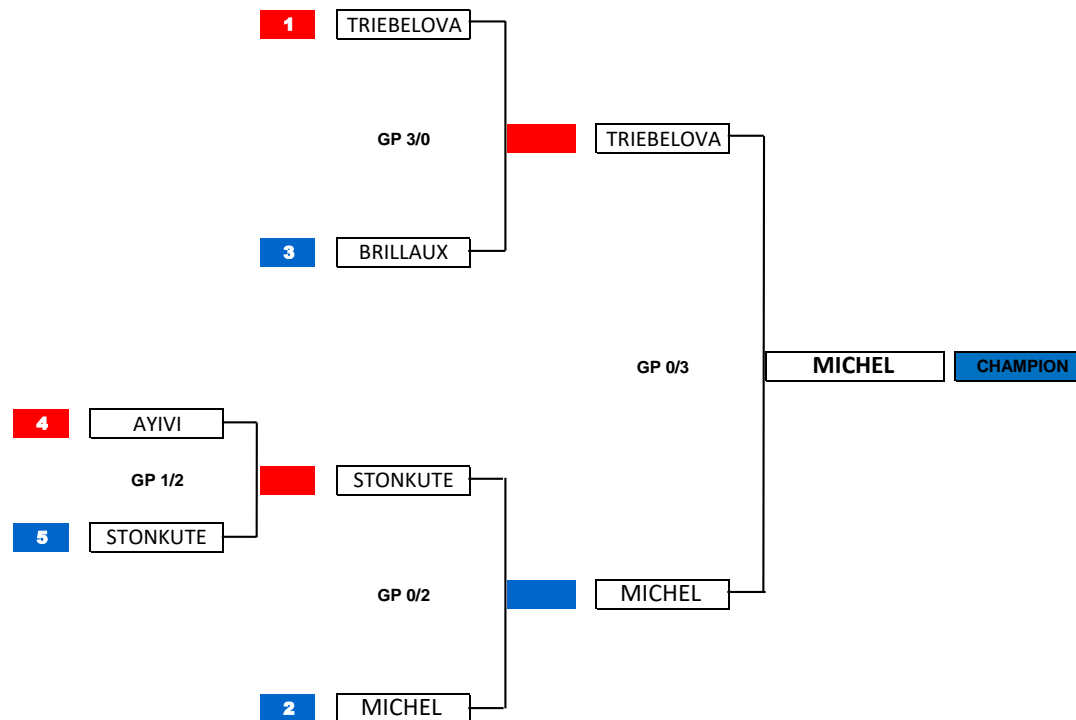 1 TRIEBELOVA
GP 3/0 TRIEBELOVA
3 BRILLAUX
GP 0/3 MICHEL CHAMPION
4 AYIVI
GP 1/2 STONKUTE
5 STONKUTE
GP 0/2 MICHEL
2 MICHEL